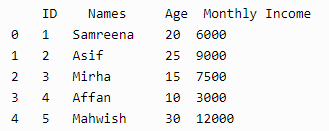 ID Names Age Monthly Income
0 1 Samreena 20 6000
1 2 Asif 25 9000
2 3 Mirha 15 7500
3 4 Affan 10 3000
4 5 Mahwish 30 12000